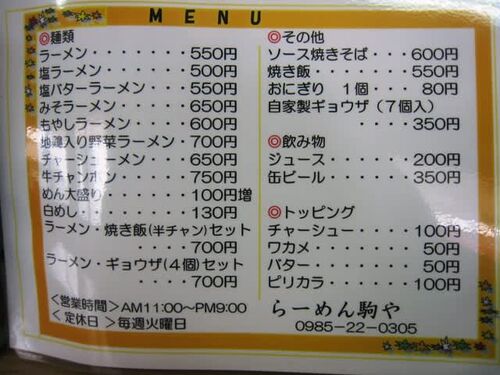 MENU
◎麺類
ラーメン・・・・・550円
塩ラーメン・・・・500円
塩バターラーメン・・550円
みそラーメン・・・・650円
もやしラーメン・・・600円
地鶏入り野菜ラーメン・700円
チャーシューメン・・650円
牛チャンポン・・・・750円
めん大盛り・・・・100円増
白めし・・・・・・130円
ラーメン・焼き飯(半チャン)セット
・・・・・・・・700円
ラーメン・ギョウザ(4個)セット
・・・・・・・・700円
<営業時間>AM11:00~PM9:00
<定休日>毎週火曜日
◎その他
ソース焼きそば・・・600円
焼き飯・・・・・・550円
おにぎり 1個・・・80円
自家製ギョウザ(7個入)
・・・・350円
◎飲み物
ジュース・・・・・200円
缶ビール・・・・・350円
◎トッピング
チャーシュー・・・100円
ワカメ・・・・・・50円
バター・・・・・・50円
ピリカラ・・・・・100円
らーめん駒や
0985-22-0305